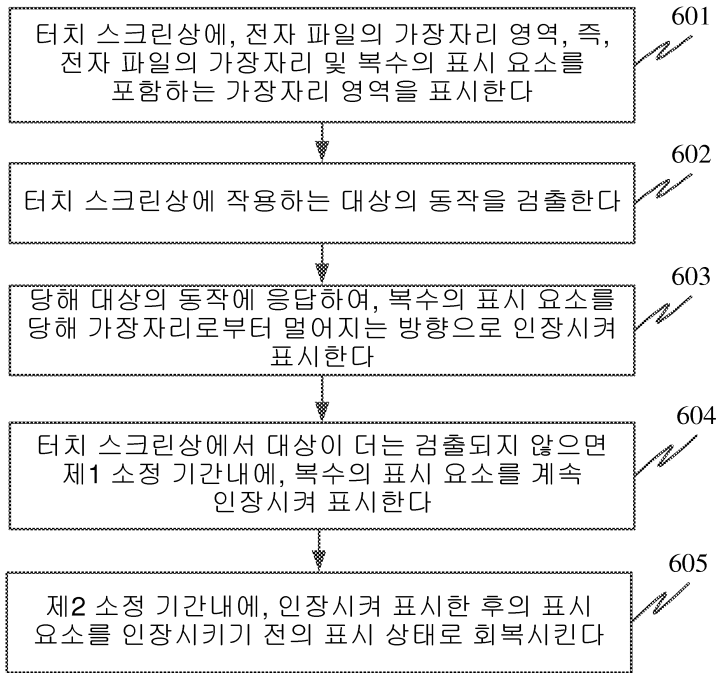 601
터치 스크린상에, 전자 파일의 가장자리 영역, 즉,
전자 파일의 가장자리 및 복수의 표시 요소를
포함하는 가장자리 영역을 표시한다
602
터치 스크린상에 작용하는 대상의 동작을 검출한다
603
당해 대상의 동작에 응답하여, 복수의 표시 요소를
당해 가장자리로부터 멀어지는 방향으로 인장시켜
표시한다
604
터치 스크린상에서 대상이 더는 검출되지 않으면
제1 소정 기간내에, 복수의 표시 요소를 계속
인장시켜 표시한다
605
제2 소정 기간내에, 인장시켜 표시한 후의 표시
요소를 인장시키기 전의 표시 상태로 회복시킨다